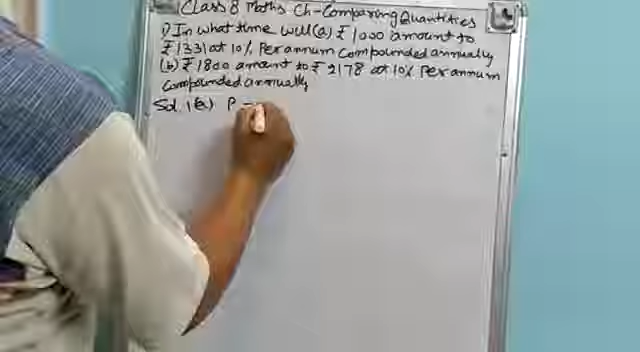 Class 8 Maths Ch-Comparing Quantities
1) In what time will (a) ₹ 1000 amount to
₹ 1331 at 10% Per annum compounded annually
(b) ₹ 1800 amount to ₹ 2178 at 10% Per annum
compounded annually
Sol. 1(a) P =